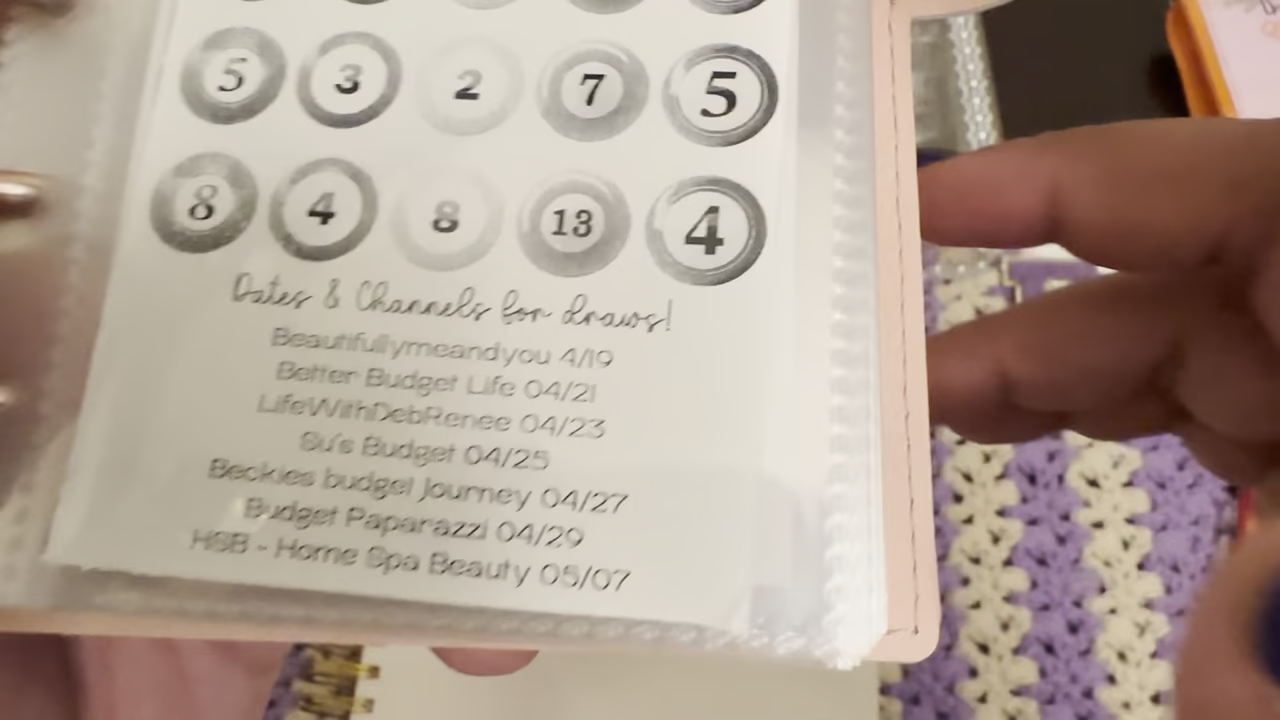 5 3 2 7 5
8 4 8 13 4
Dates & Channels for draws!
Beautifullymeandyou 4/19
Better Budget Life 04/21
LifeWithDebRenee 04/23
Su's Budget 04/25
Beckies budget journey 04/27
Budget Paparazzi 04/29
HSB - Home Spa Beauty 05/07